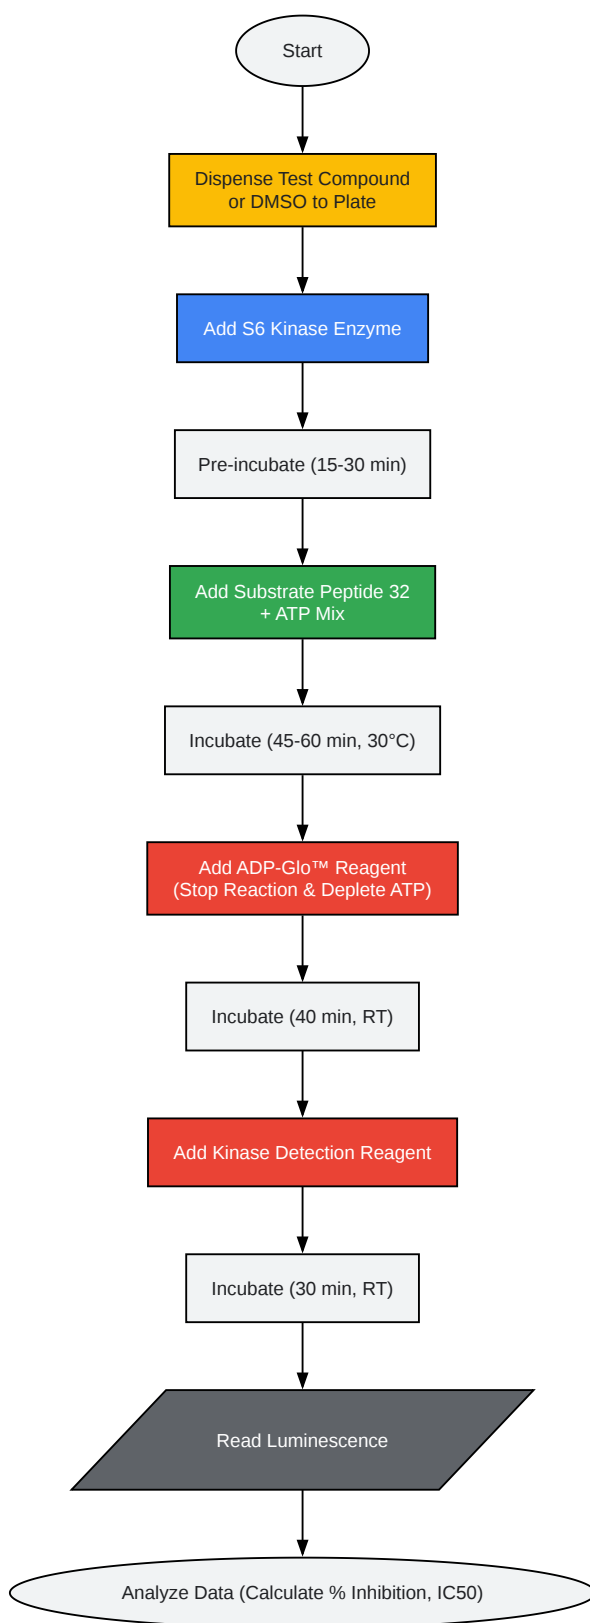 Start
Dispense Test Compound
or DMSO to Plate
Add S6 Kinase Enzyme
Pre-incubate (15-30 min)
Add Substrate Peptide 32
+ ATP Mix
Incubate (45-60 min, 30°C)
Add ADP-Glo™ Reagent
(Stop Reaction & Deplete ATP)
Incubate (40 min, RT)
Add Kinase Detection Reagent
Incubate (30 min, RT)
Read Luminescence
Analyze Data (Calculate % Inhibition, IC50)